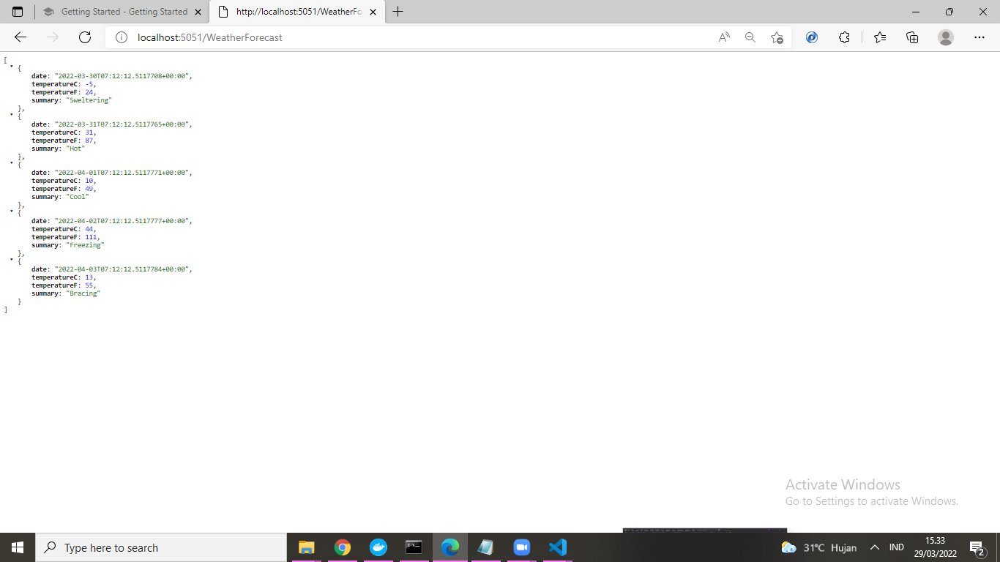 Getting Started - Getting Started
http://localhost:5051/WeatherFo
localhost:5051/WeatherForecast
[
{
date: "2022-03-30T07:12:12.5117708+00:00",
temperatureC: -5,
temperatureF: 24,
summary: "Sweltering"
},
{
date: "2022-03-31T07:12:12.5117765+00:00",
temperatureC: 31,
temperatureF: 87,
summary: "Hot"
},
{
date: "2022-04-01T07:12:12.5117771+00:00",
temperatureC: 10,
temperatureF: 49,
summary: "Cool"
},
{
date: "2022-04-02T07:12:12.5117777+00:00",
temperatureC: 44,
temperatureF: 111,
summary: "Freezing"
},
{
date: "2022-04-03T07:12:12.5117784+00:00",
temperatureC: 13,
temperatureF: 55,
summary: "Bracing"
}
]
Activate Windows
Go to Settings to activate Windows.
Type here to search
31°C Hujan
IND
15.33
29/03/2022
2